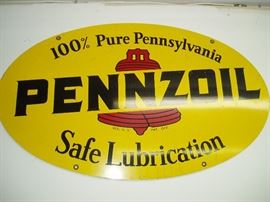 100% Pure Pennsylvania
PENNZOIL
Safe Lubrication